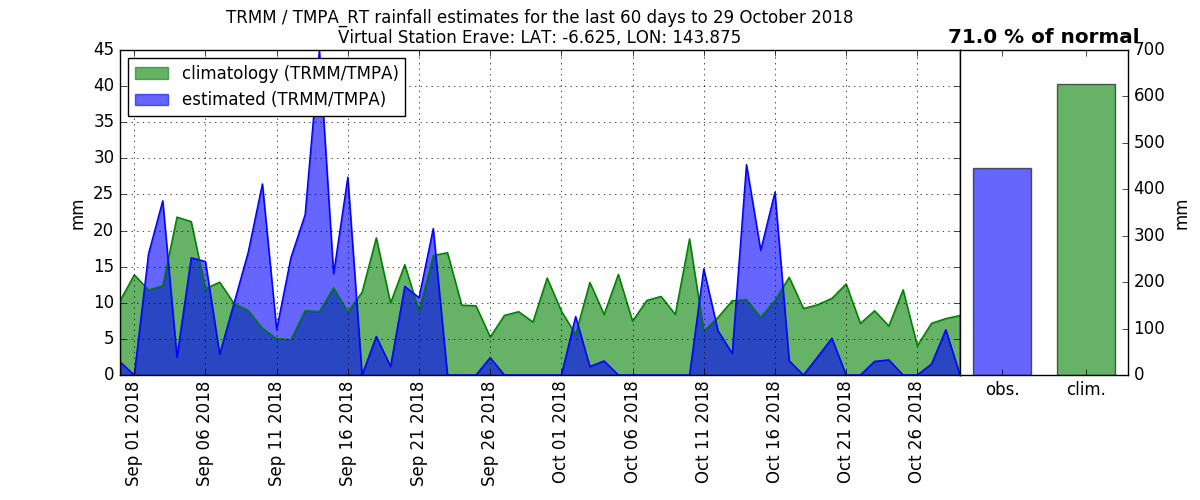 TRMM / TMPA_RT rainfall estimates for the last 60 days to 29 October 2018
Virtual Station Erave: LAT: -6.625, LON: 143.875
71.0 % of normal
climatology (TRMM/TMPA)
estimated (TRMM/TMPA)
mm
45
40
35
30
25
20
15
10
5
0
Sep 01 2018
Sep 06 2018
Sep 11 2018
Sep 16 2018
Sep 21 2018
Sep 26 2018
Oct 01 2018
Oct 06 2018
Oct 11 2018
Oct 16 2018
Oct 21 2018
Oct 26 2018
obs.
clim.
700
600
500
400
300
200
100
0
mm